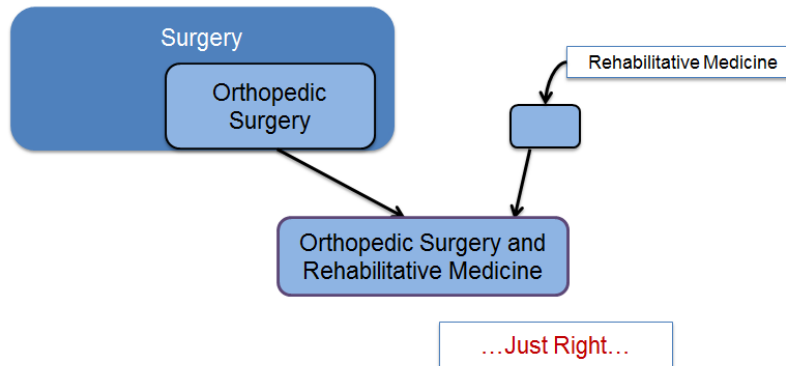 Surgery
Orthopedic
Surgery
Rehabilitative Medicine
Orthopedic Surgery and
Rehabilitative Medicine
…Just Right…